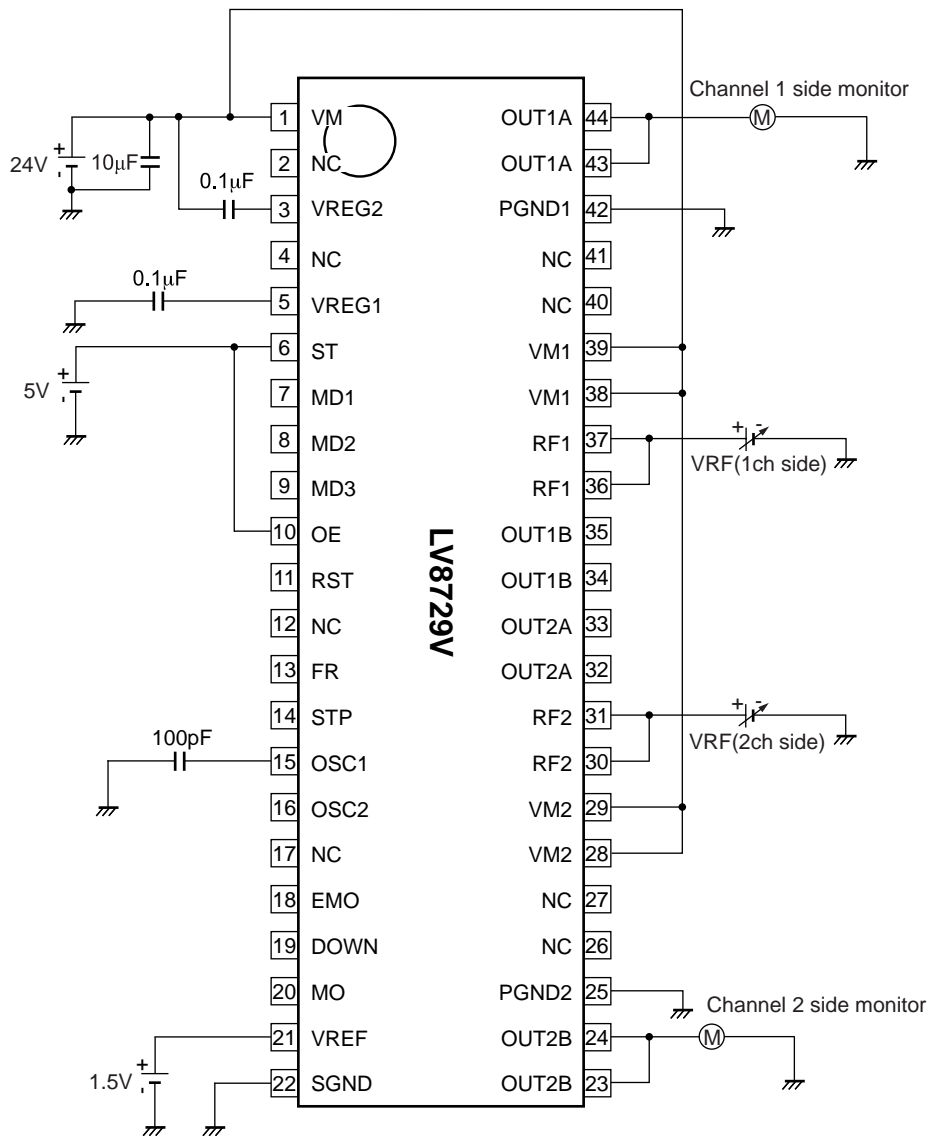 Channel 1 side monitor
1 VM OUT1A 44 M
24V + - 10μF
2 NC OUT1A 43
0.1μF
3 VREG2 PGND1 42
4 NC NC 41
0.1μF
5 VREG1 NC 40
6 ST VM1 39
5V + -
7 MD1 VM1 38
8 MD2 RF1 37 + -
VRF(1ch side)
9 MD3 RF1 36
10 OE OUT1B 35
11 RST OUT1B 34
LV8729V
12 NC OUT2A 33
13 FR OUT2A 32
14 STP RF2 31 + -
VRF(2ch side)
100pF
15 OSC1 RF2 30
16 OSC2 VM2 29
17 NC VM2 28
18 EMO NC 27
19 DOWN NC 26
20 MO PGND2 25
Channel 2 side monitor
21 VREF OUT2B 24 M
1.5V + -
22 SGND OUT2B 23